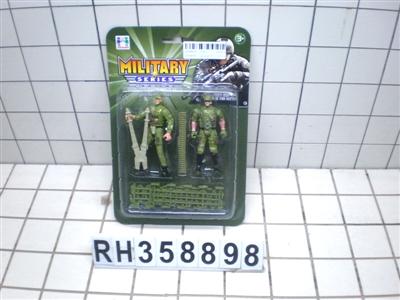 3+
MILITARY
SERIES
RH358898